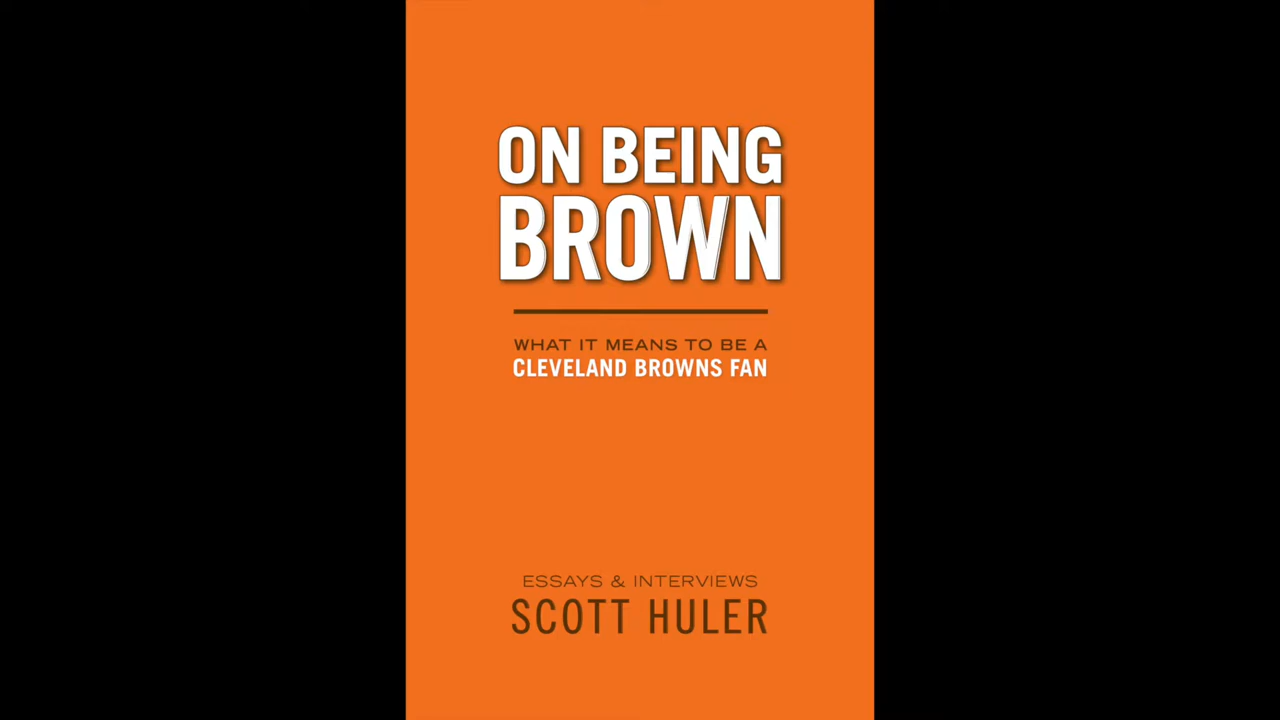 ON BEING
BROWN
WHAT IT MEANS TO BE A
CLEVELAND BROWNS FAN
ESSAYS & INTERVIEWS
SCOTT HULER